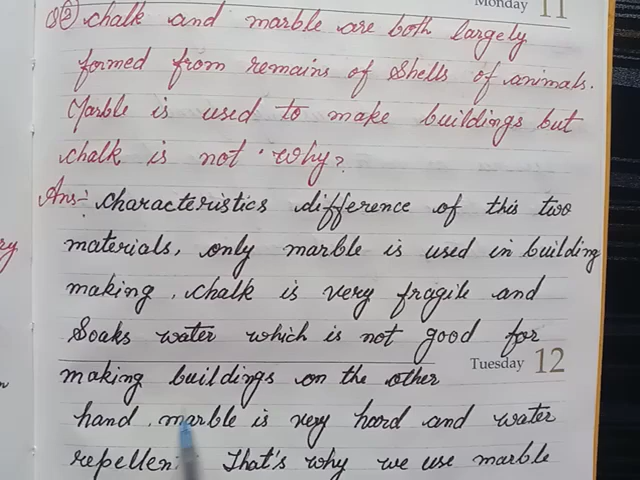 Monday 11
Q② Chalk and marble are both largely
formed from remains of shells of animals.
Marble is used to make buildings but
chalk is not. Why?
Ans:- Characteristics difference of this two
materials, only marble is used in building
making. Chalk is very fragile and
Soaks water which is not good for
Tuesday 12
making buildings on the other
hand, marble is very hard and water
repellen. That's why we use marble